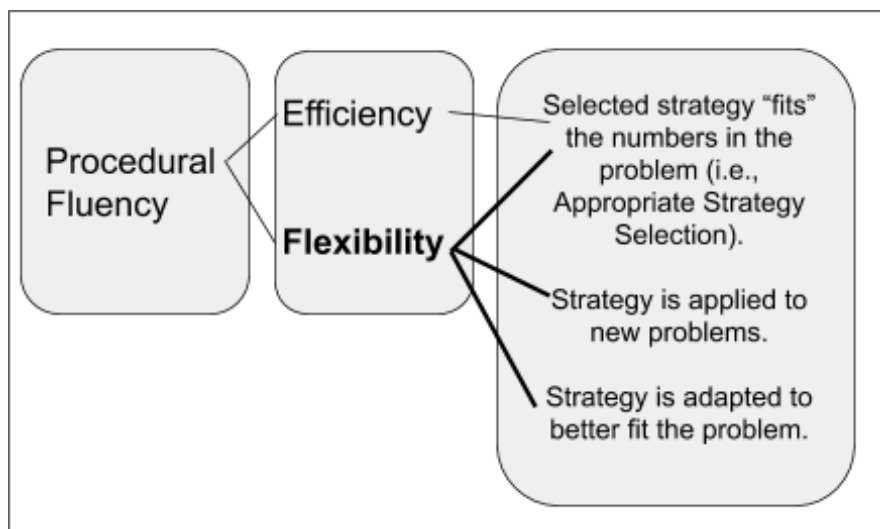 Procedural
Fluency
Efficiency
Flexibility
Selected strategy “fits”
the numbers in the
problem (i.e.,
Appropriate Strategy
Selection).
Strategy is applied to
new problems.
Strategy is adapted to
better fit the problem.